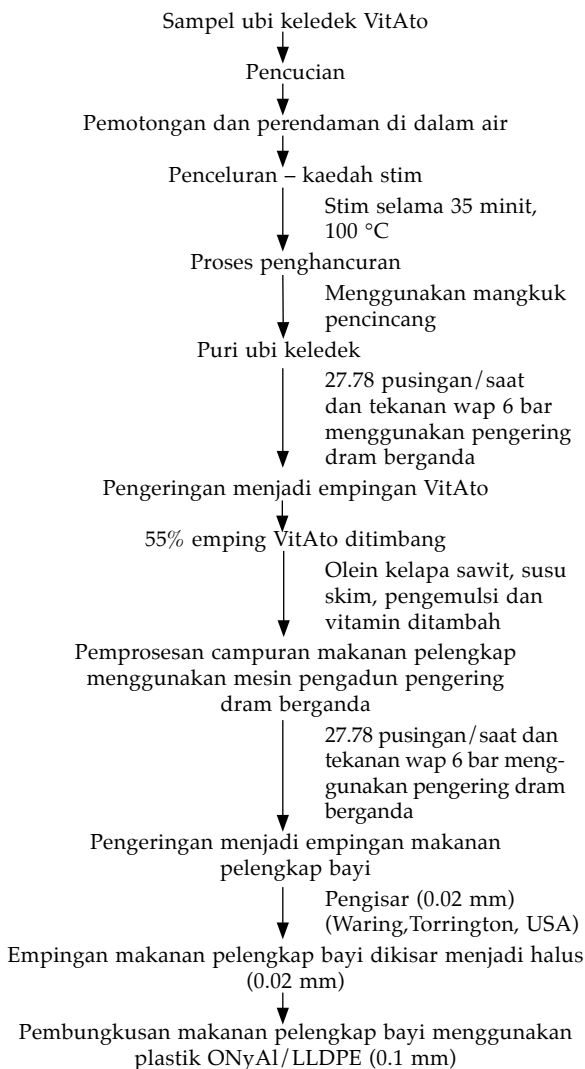 Sampel ubi keledek VitAto
Pencucian
Pemotongan dan perendaman di dalam air
Penceluran – kaedah stim
Stim selama 35 minit,
100 °C
Proses penghancuran
Menggunakan mangkuk
pencincang
Puri ubi keledek
27.78 pusingan/saat
dan tekanan wap 6 bar
menggunakan pengering
dram berganda
Pengeringan menjadi empingan VitAto
55% emping VitAto ditimbang
Olein kelapa sawit, susu
skim, pengemulsi dan
vitamin ditambah
Pemprosesan campuran makanan pelengkap
menggunakan mesin pengadun pengering
dram berganda
27.78 pusingan/saat dan
tekanan wap 6 bar meng-
gunakan pengering dram
berganda
Pengeringan menjadi empingan makanan
pelengkap bayi
Pengisar (0.02 mm)
(Waring,Torrington, USA)
Empingan makanan pelengkap bayi dikisar menjadi halus
(0.02 mm)
Pembungkusan makanan pelengkap bayi menggunakan
plastik ONyAl/LLDPE (0.1 mm)